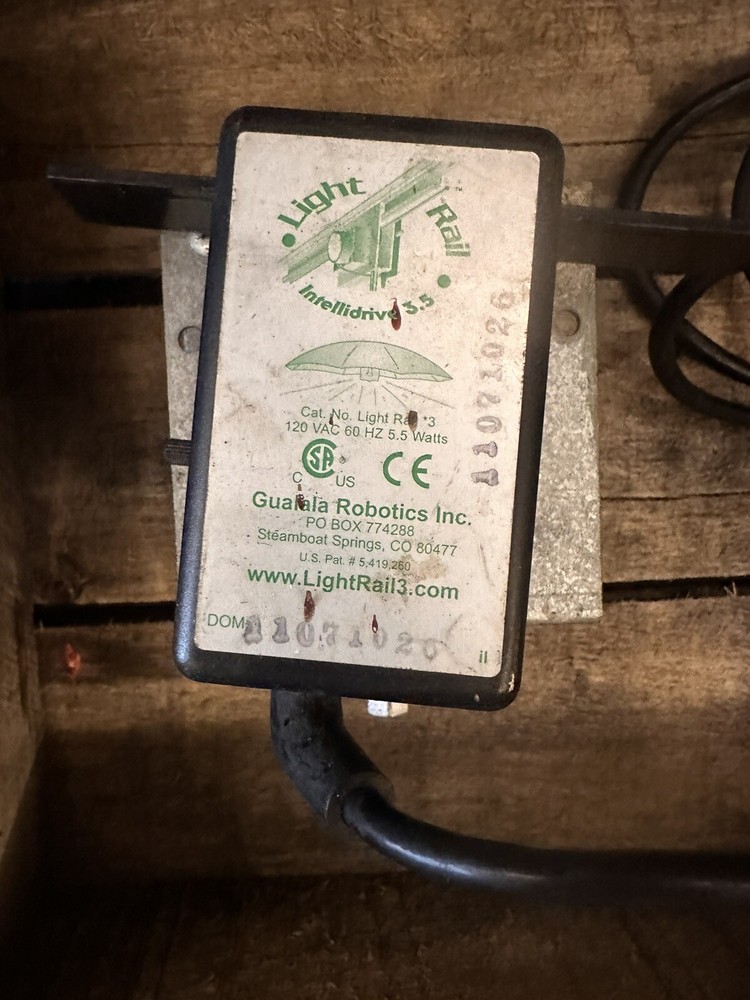 Light Rail
Intellidrive 3.5
Cat. No. Light Rail *3
120 VAC 60 HZ 5.5 Watts
C SA US CE
Gualala Robotics Inc.
PO BOX 774288
Steamboat Springs, CO 80477
U.S. Pat. # 5,419,260
www.LightRail3.com
DOM: 11071026
il
11071026